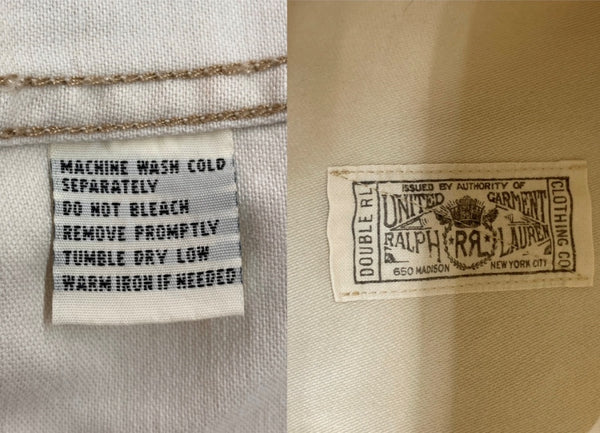 MACHINE WASH COLD
SEPARATELY
DO NOT BLEACH
REMOVE PROMPTLY
TUMBLE DRY LOW
WARM IRON IF NEEDED
DOUBLE RL
ISSUED BY AUTHORITY OF
UNITED GARMENT
RALPH RR LAUREN
650 MADISON NEW YORK CITY
CLOTHING CO